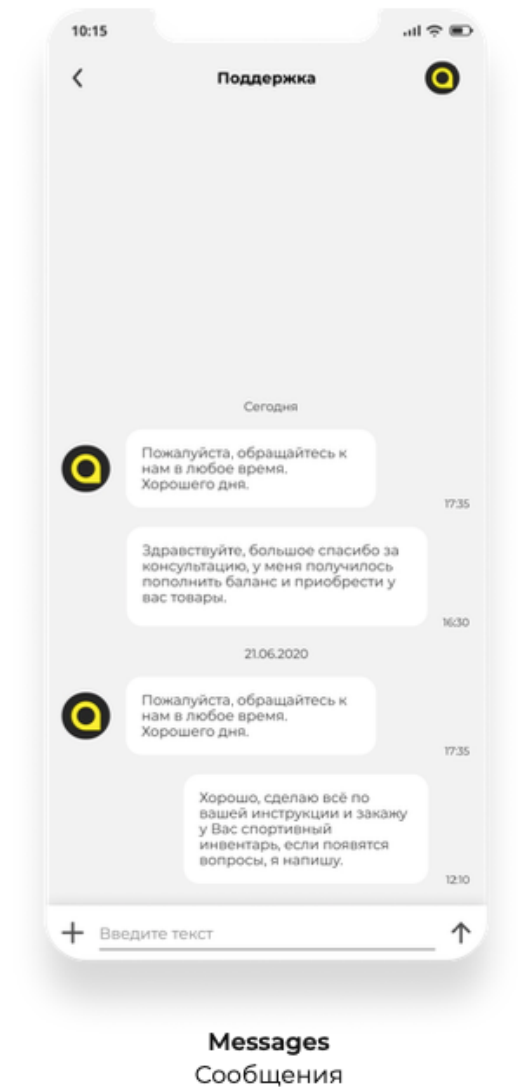 10:15
Поддержка
Сегодня
Пожалуйста, обращайтесь к
нам в любое время.
Хорошего дня.
17:35
Здравствуйте, большое спасибо за
консультацию, у меня получилось
пополнить баланс и приобрести у
вас товары.
16:30
21.06.2020
Пожалуйста, обращайтесь к
нам в любое время.
Хорошего дня.
17:35
Хорошо, сделаю всё по
вашей инструкции и закажу
у Вас спортивный
инвентарь, если появятся
вопросы, я напишу.
12:10
Введите текст
Messages
Сообщения